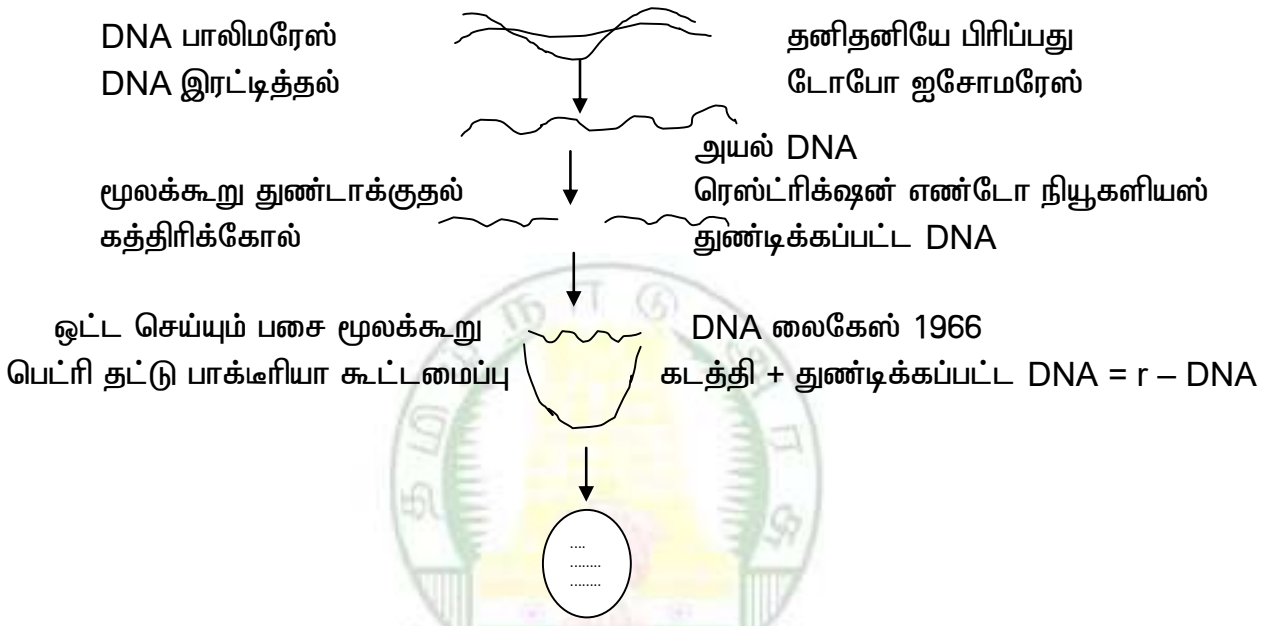 DNA பாலிமரேஸ்
தனிதனியே பிரிப்பது
DNA இரட்டித்தல்
டோபோ ஐசோமரேஸ்
அயல் DNA
மூலக்கூறு துண்டாக்குதல்
ரெஸ்ட்ரிக்ஷன் எண்டோ நியூகளியஸ்
கத்திரிக்கோல்
துண்டிக்கப்பட்ட DNA
ஒட்ட செய்யும் பசை மூலக்கூறு
DNA லைகேஸ் 1966
பெட்ரி தட்டு பாக்டீரியா கூட்டமைப்பு
கடத்தி + துண்டிக்கப்பட்ட DNA = r – DNA
....
........
........